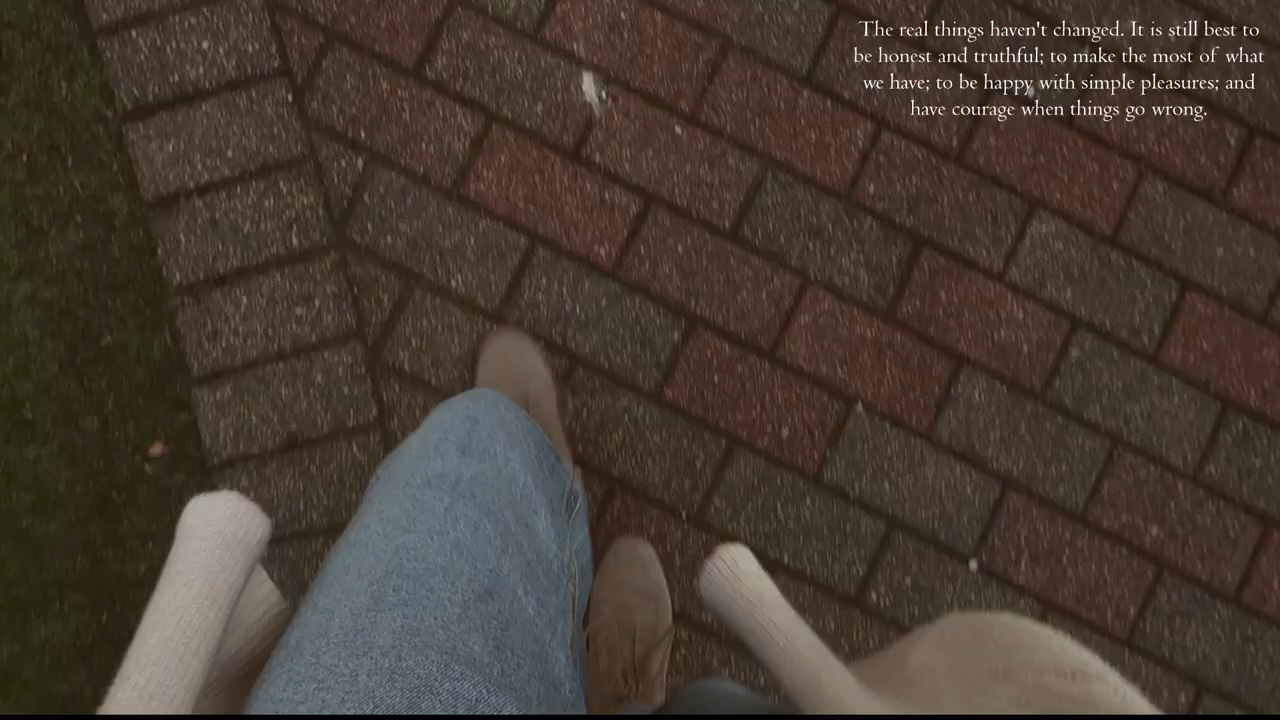 The real things haven't changed. It is still best to
be honest and truthful; to make the most of what
we have; to be happy with simple pleasures; and
have courage when things go wrong.